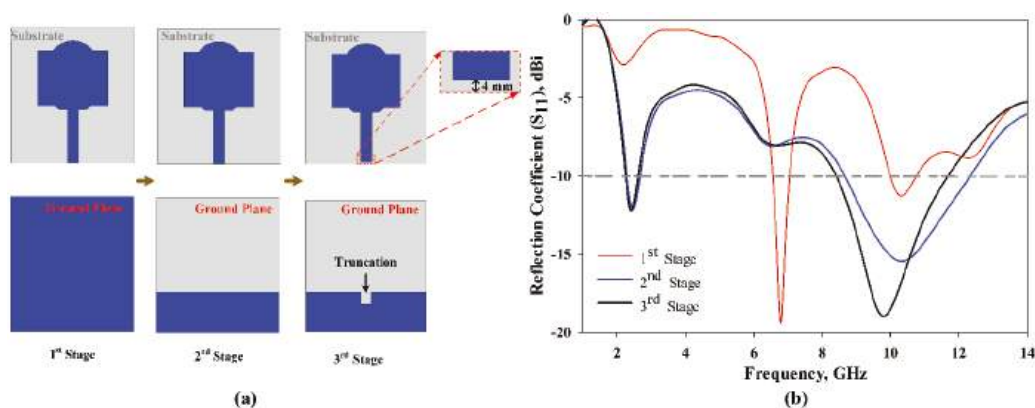 Substrate
Substrate
Substrate
4 mm
Ground Plane
Ground Plane
Ground Plane
Truncation
1st Stage
2nd Stage
3rd Stage
(a)
Reflection Coefficient (S11), dBi
0
-5
-10
-15
-20
1st Stage
2nd Stage
3rd Stage
2
4
6
8
10
12
14
Frequency, GHz
(b)